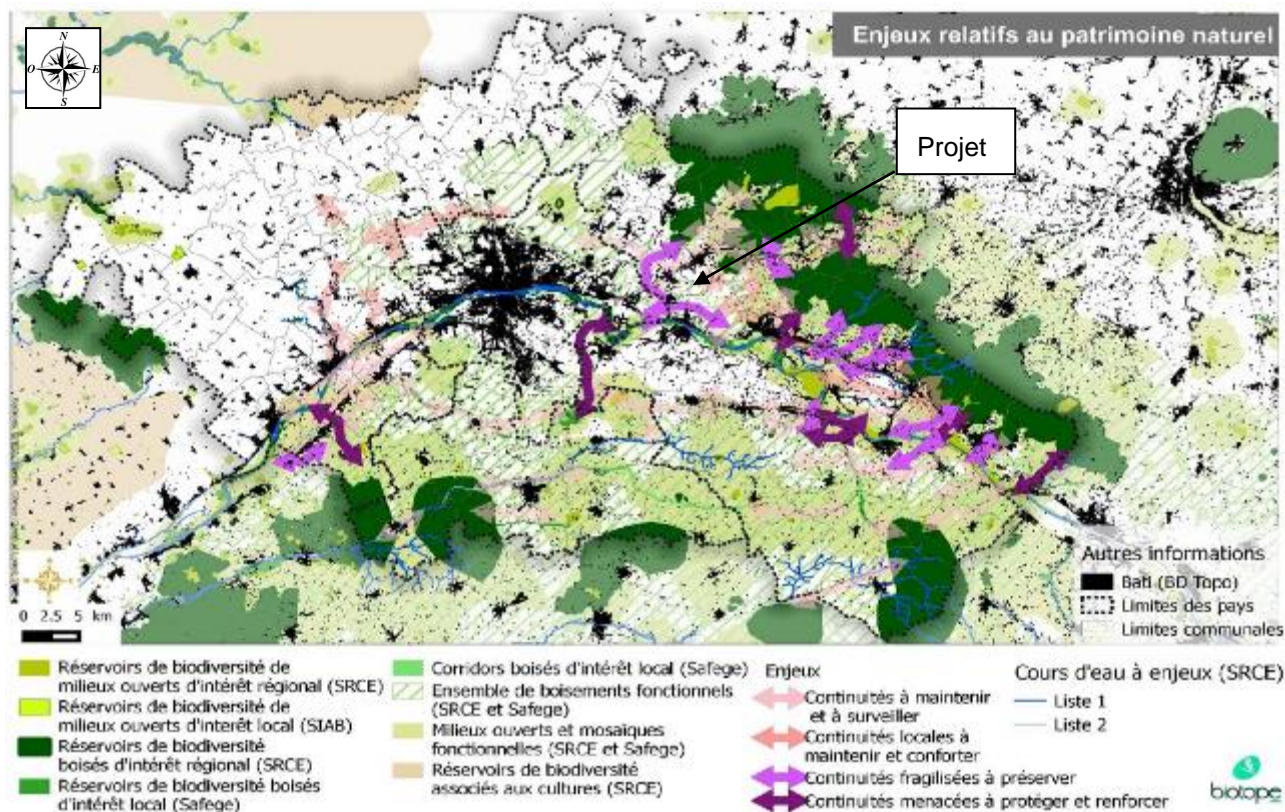 Enjeux relatifs au patrimoine naturel
N
O
E
S
Projet
0 2.5 5 km
Autres informations
Bati (BD Topo)
Limites des pays
Limites communales
Réservoirs de biodiversité de
milieux ouverts d'intérêt régional (SRCE)
Réservoirs de biodiversité de
milieux ouverts d'intérêt local (SIAB)
Réservoirs de biodiversité
boisés d'intérêt régional (SRCE)
Réservoirs de biodiversité boisés
d'intérêt local (Safege)
Corridors boisés d'intérêt local (Safege)
Ensemble de boisements fonctionnels
(SRCE et Safege)
Milieux ouverts et mosaïques
fonctionnelles (SRCE et Safege)
Réservoirs de biodiversité
associés aux cultures (SRCE)
Enjeux
Continuités à maintenir
et à surveiller
Continuités locales à
maintenir et conforter
Continuités fragilisées à préserver
Continuités menacées à protéger et renforcer
Cours d'eau à enjeux (SRCE)
Liste 1
Liste 2
biotope